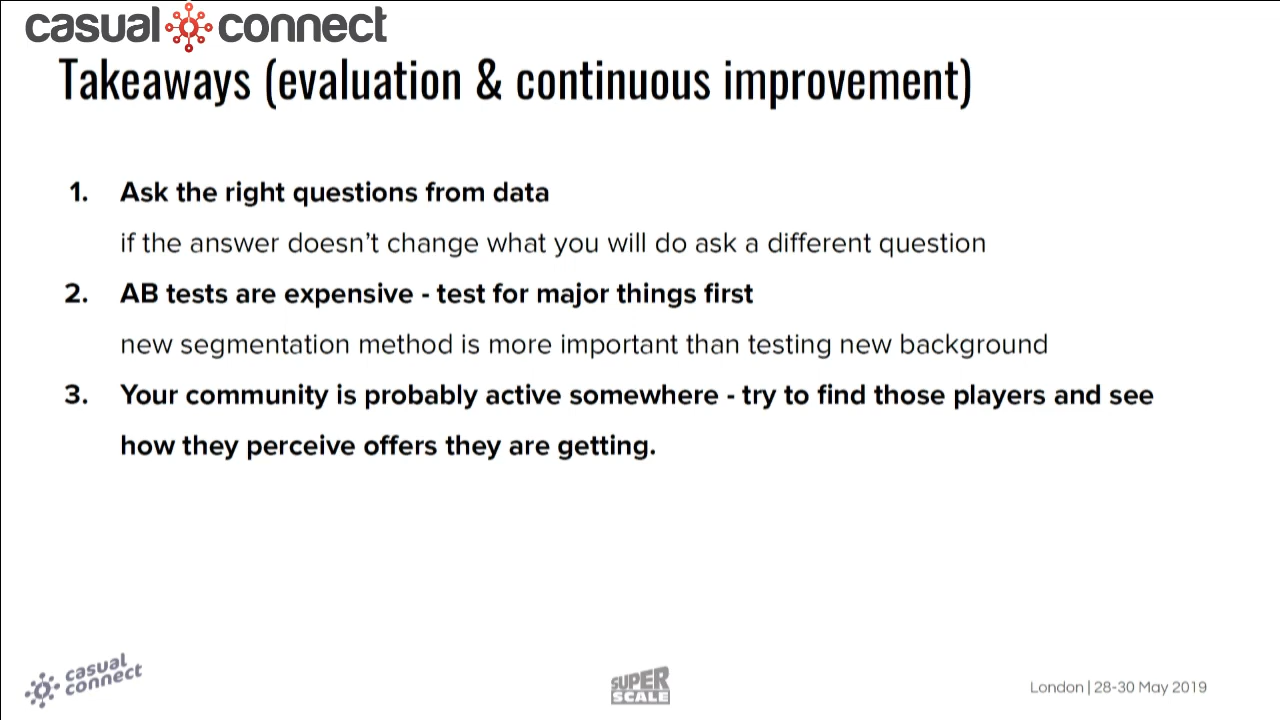 casual connect
Takeaways (evaluation & continuous improvement)
1. Ask the right questions from data
if the answer doesn't change what you will do ask a different question
2. AB tests are expensive - test for major things first
new segmentation method is more important than testing new background
3. Your community is probably active somewhere - try to find those players and see
how they perceive offers they are getting.
casual
connect
SUPER
SCALE
London | 28-30 May 2019